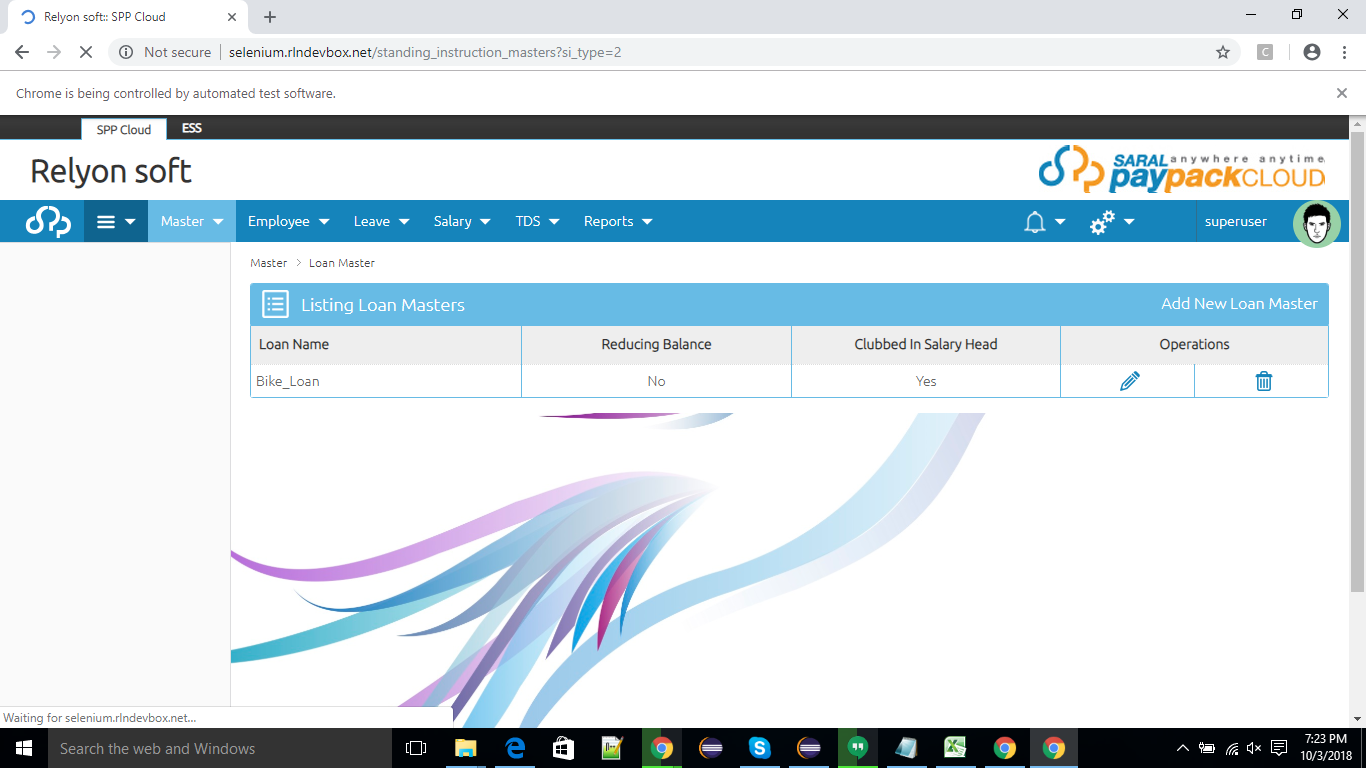 Relyon soft:: SPP Cloud
Not secure selenium.rlndevbox.net/standing_instruction_masters?si_type=2
C
Chrome is being controlled by automated test software.
SPP Cloud ESS
Relyon soft
SARAL anywhere anytime
paypackCLOUD
Master Employee Leave Salary TDS Reports superuser
Master > Loan Master
Listing Loan Masters Add New Loan Master
Loan Name Reducing Balance Clubbed In Salary Head Operations
Bike_Loan No Yes
Waiting for selenium.rlndevbox.net...
Search the web and Windows
7:23 PM
10/3/2018